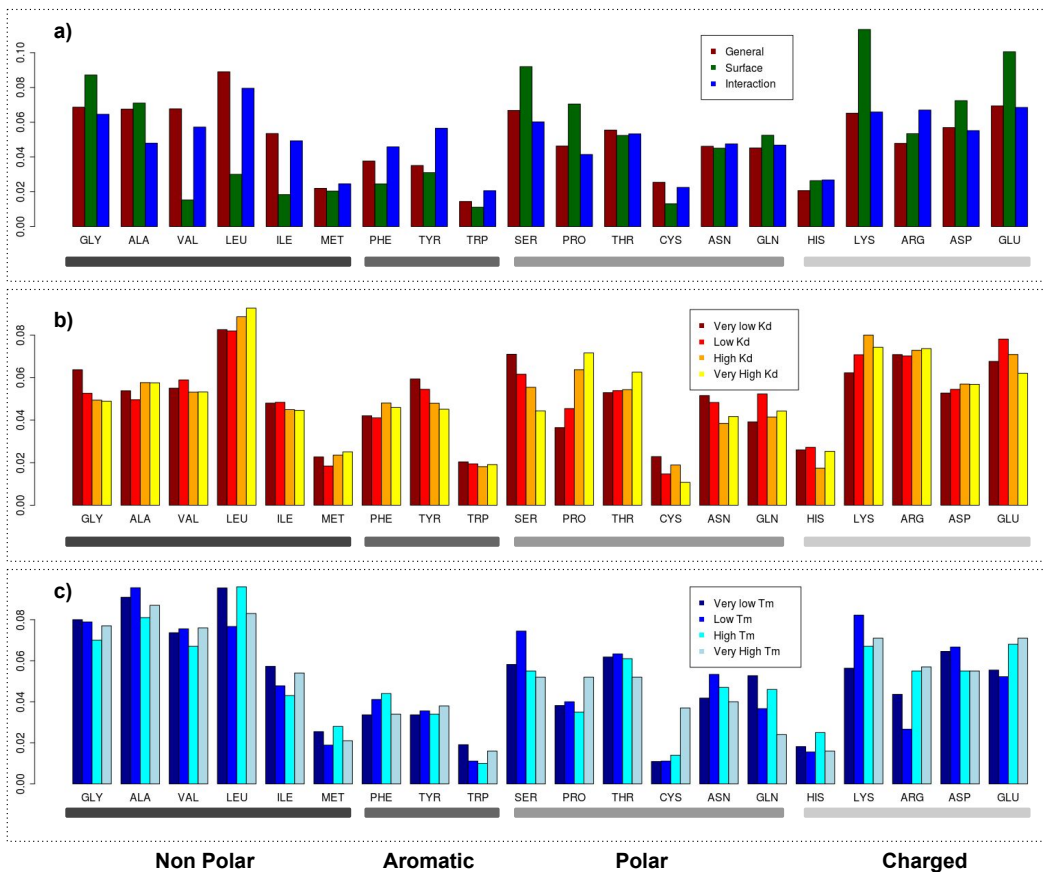 a)
0.00 0.02 0.04 0.06 0.08 0.10
General
Surface
Interaction
GLY ALA VAL LEU ILE MET PHE TYR TRP SER PRO THR CYS ASN GLN HIS LYS ARG ASP GLU
b)
0.00 0.02 0.04 0.06 0.08
Very low Kd
Low Kd
High Kd
Very High Kd
GLY ALA VAL LEU ILE MET PHE TYR TRP SER PRO THR CYS ASN GLN HIS LYS ARG ASP GLU
c)
0.00 0.02 0.04 0.06 0.08
Very low Tm
Low Tm
High Tm
Very High Tm
GLY ALA VAL LEU ILE MET PHE TYR TRP SER PRO THR CYS ASN GLN HIS LYS ARG ASP GLU
Non Polar Aromatic Polar Charged